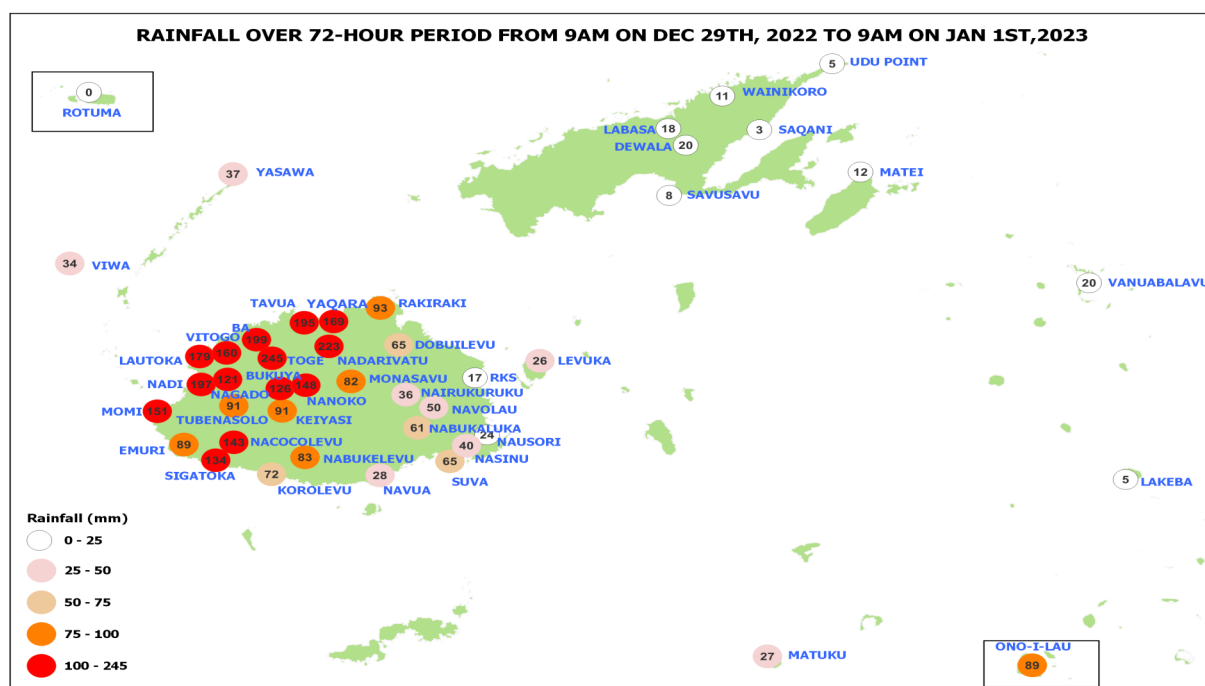 RAINFALL OVER 72-HOUR PERIOD FROM 9AM ON DEC 29TH, 2022 TO 9AM ON JAN 1ST,2023
5 UDU POINT
0
ROTUMA
11 WAINIKORO
LABASA 18
3 SAQANI
DEWALA 20
37 YASAWA
12 MATEI
8 SAVUSAVU
34 VIWA
20 VANUABALAVU
TAVUA YAQARA 93 RAKIRAKI
195 169
BA
199
VITOGO
160
223
65 DOBUILEVU
LAUTOKA 179
245 TOGE NADARIVATU
26 LEVUKA
NADI 197 121 BUKUYA
126 148
82 MONASAVU
17 RKS
NAGADO
NANOKO
36 NAIRUKURUKU
MOMI 151
91
TUBENASOLO
91 KEIYASI
50 NAVOLAU
61 NABUKALUKA
24
NAUSORI
EMURI 89
143 NACOCOLEVU
40
NASINU
134
SIGATOKA
83 NABUKELEVU
65
SUVA
72
KOROLEVU
28
NAVUA
5 LAKEBA
Rainfall (mm)
0 - 25
25 - 50
50 - 75
75 - 100
100 - 245
27 MATUKU
ONO-I-LAU
89